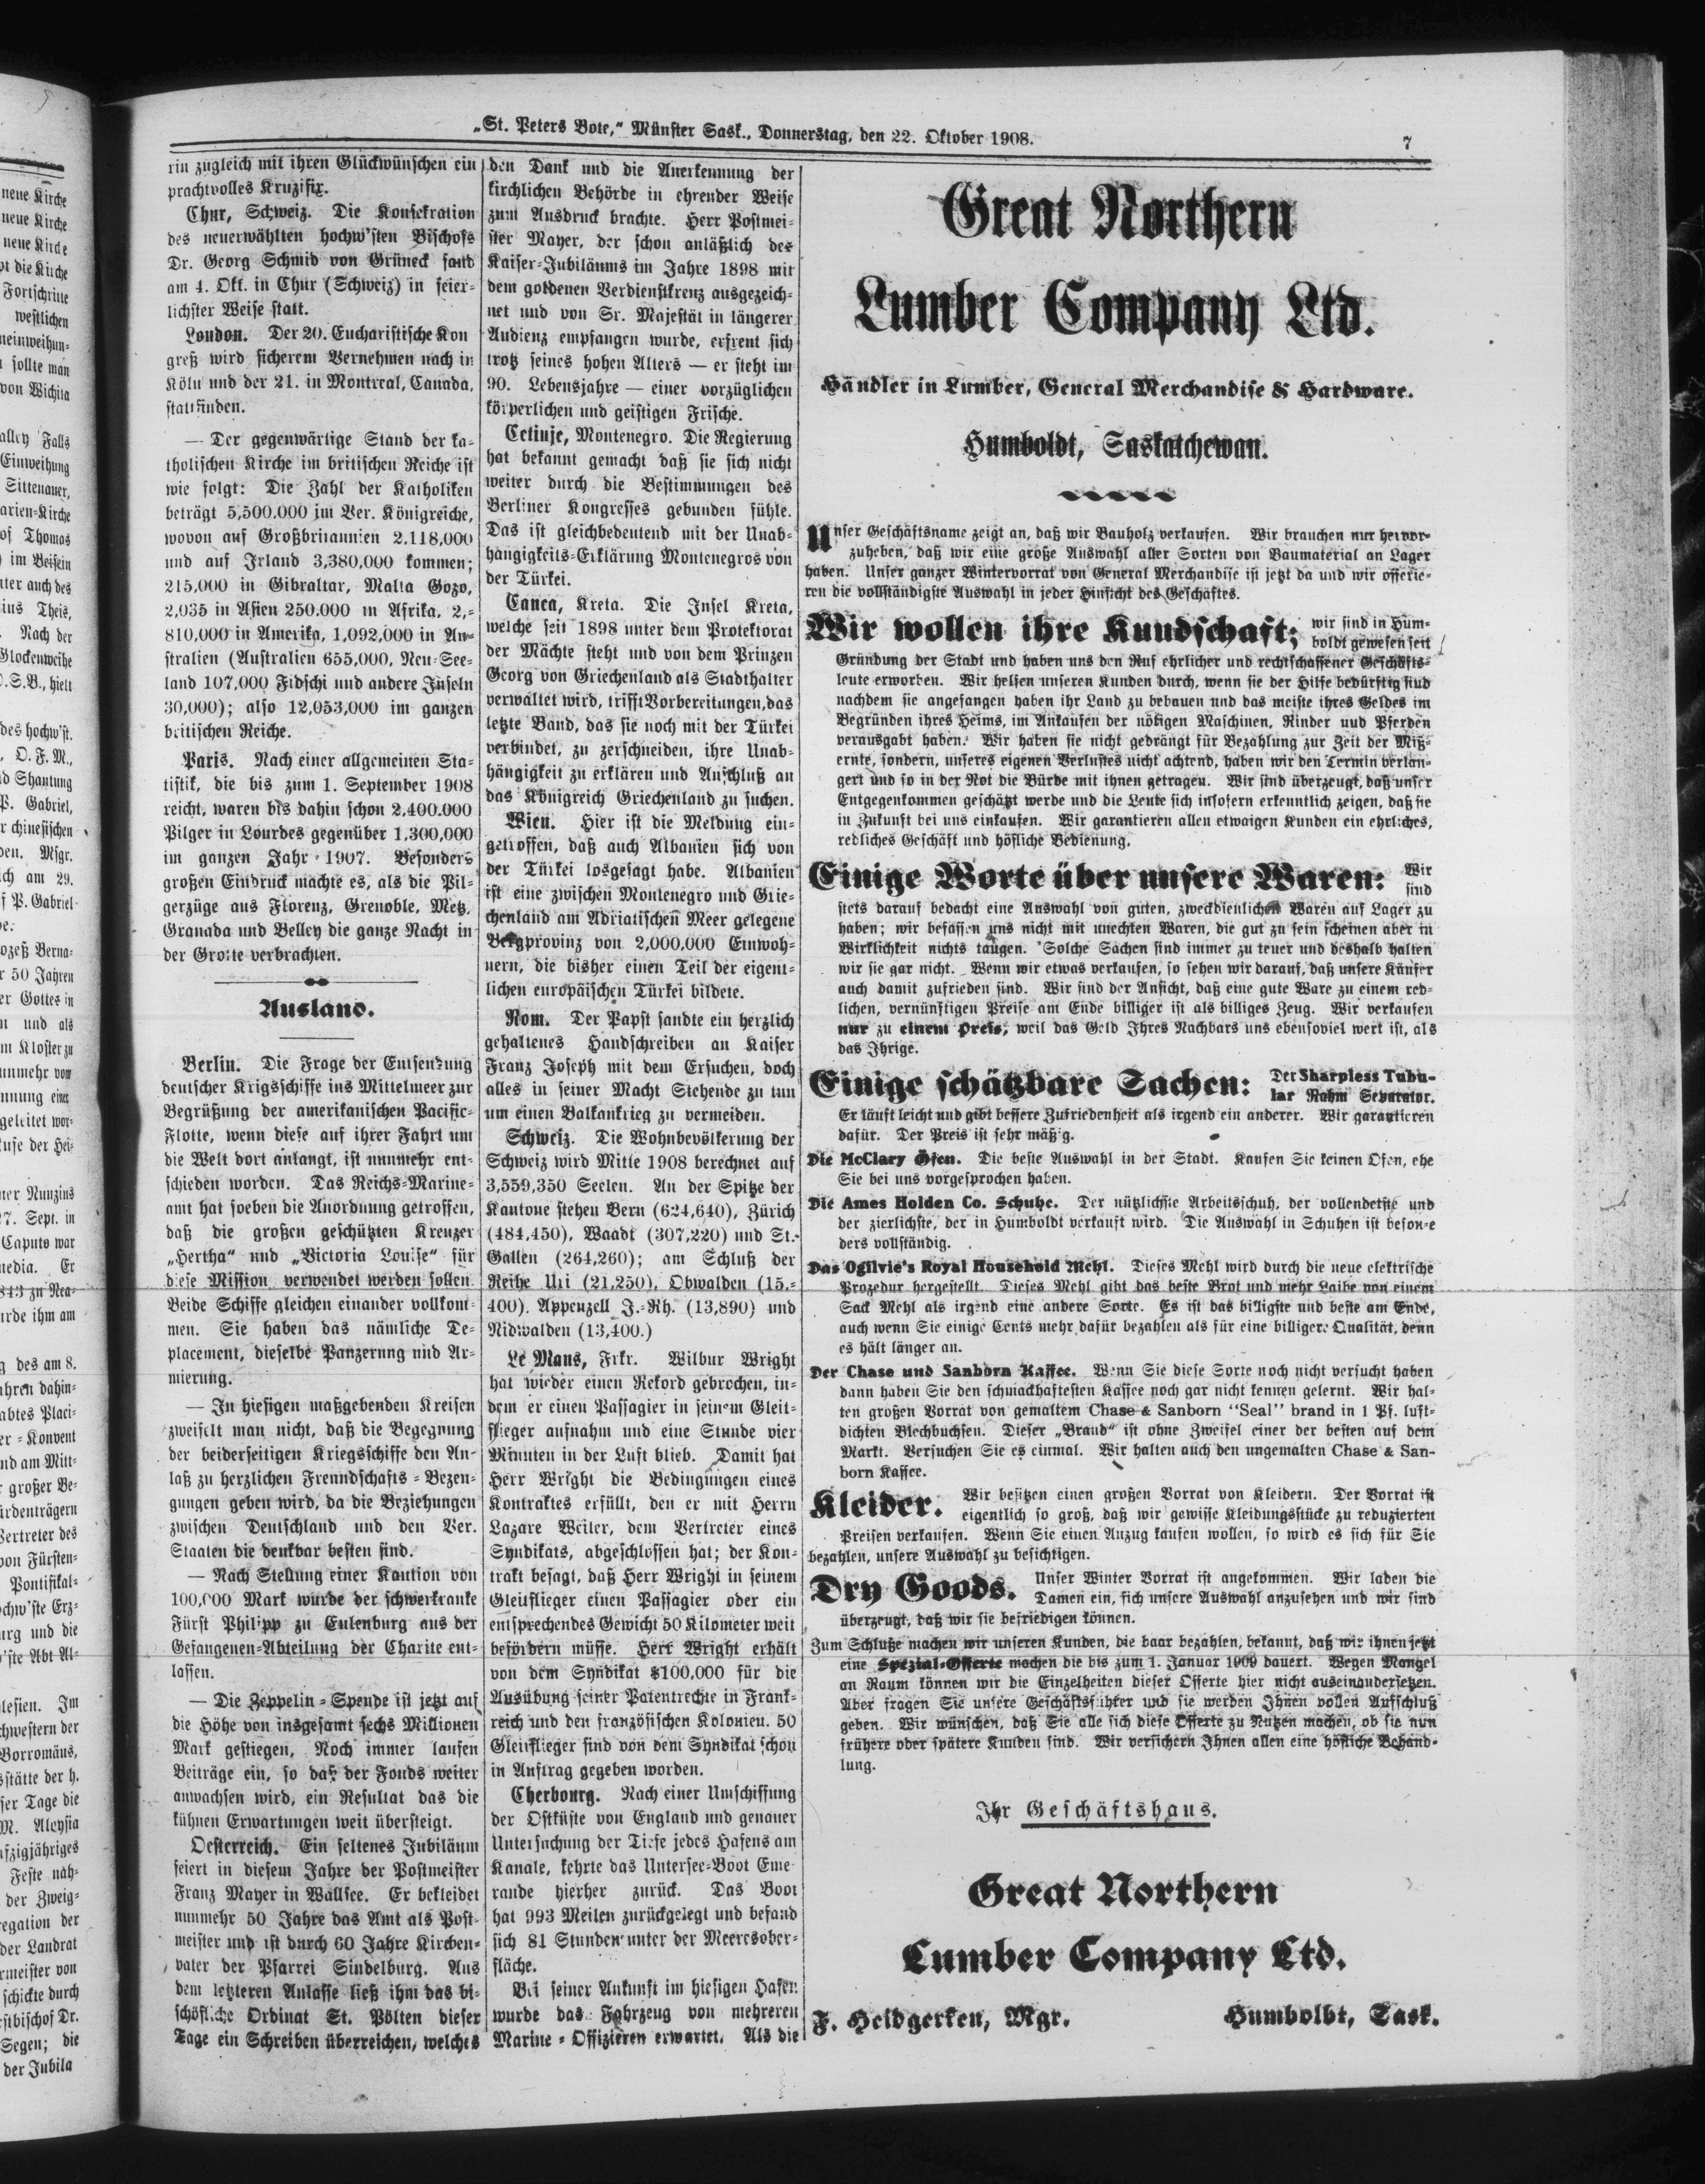 „St. Peters Bote,“ Münster Sask., Donnerstag, den 22. Oktober 1908.
7
rin zugleich mit ihren Glückwünschen ein
prachtvolles Kruzifix.
Chur, Schweiz. Die Konsekration
des neuerwählten hochw'sten Bischofs
Dr. Georg Schmid von Grüneck fand
am 4. Okt. in Chur (Schweiz) in feier-
lichster Weise statt.
London. Der 20. Eucharistische Kon
greß wird sicherem Vernehmen nach in
Köln und der 21. in Montreal, Canada,
stattfinden.
— Der gegenwärtige Stand der ka-
tholischen Kirche im britischen Reiche ist
wie folgt: Die Zahl der Katholiken
beträgt 5,500.000 im Ver. Königreiche,
wovon auf Großbritannien 2,118,000
und auf Irland 3,380,000 kommen;
215,000 in Gibraltar, Malta Gozo,
2,035 in Asien 250.000 in Afrika, 2,-
810,000 in Amerika, 1,092,000 in Au-
stralien (Australien 655,000, Neu-See-
land 107,000 Fidschi und andere Inseln
30,000); also 12,053,000 im ganzen
britischen Reiche.
Paris. Nach einer allgemeinen Sta-
tistik, die bis zum 1. September 1908
reicht, waren bis dahin schon 2,400.000
Pilger in Lourdes gegenüber 1,300,000
im ganzen Jahr 1907. Besonders
großen Eindruck machte es, als die Pil-
gerzüge aus Florenz, Grenoble, Metz,
Granada und Belley die ganze Nacht in
der Grotte verbrachten.
Ausland.
Berlin. Die Frage der Entsendung
deutscher Krigsschiffe ins Mittelmeer zur
Begrüßung der amerikanischen Pacific-
Flotte, wenn diese auf ihrer Fahrt um
die Welt dort anlangt, ist nunmehr ent-
schieden worden. Das Reichs-Marine-
amt hat soeben die Anordnung getroffen,
daß die großen geschützten Kreuzer
„Hertha“ und „Victoria Louise“ für
diese Mission verwendet werden sollen.
Beide Schiffe gleichen einander vollkom-
men. Sie haben das nämliche De-
placement, dieselbe Panzerung und Ar-
mierung.
— In hiesigen maßgebenden Kreisen
zweifelt man nicht, daß die Begegnung
der beiderseitigen Kriegsschiffe den An-
laß zu herzlichen Freundschafts-Bezeu-
gungen geben wird, da die Beziehungen
zwischen Deutschland und den Ver.
Staaten die denkbar besten sind.
— Nach Stellung einer Kaution von
100,000 Mark wurde der schwerkranke
Fürst Philipp zu Eulenburg aus der
Gefangenen-Abteilung der Charite ent-
lassen.
— Die Zeppelin-Spende ist jetzt auf
die Höhe von insgesamt sechs Millionen
Mark gestiegen, Noch immer laufen
Beiträge ein, so daß der Fonds weiter
anwachsen wird, ein Resultat das die
kühnen Erwartungen weit übersteigt.
Oesterreich. Ein seltenes Jubiläum
feiert in diesem Jahre der Postmeister
Franz Mayer in Wallsee. Er bekleidet
nunmehr 50 Jahre das Amt als Post-
meister und ist durch 60 Jahre Kirchen-
vater der Pfarrei Sindelburg. Aus
dem letzteren Anlasse ließ ihm das bi-
schöfliche Ordinat St. Pölten dieser
Tage ein Schreiben überreichen, welches
den Dank und die Anerkennung der
kirchlichen Behörde in ehrender Weise
zum Ausdruck brachte. Herr Postmei-
ster Mayer, der schon anläßlich des
Kaiser-Jubiläums im Jahre 1898 mit
dem goldenen Verdienstkrenz ausgezeich-
net und von Sr. Majestät in längerer
Audienz empfangen wurde, erfreut sich
trotz seines hohen Alters — er steht im
90. Lebensjahre — einer vorzüglichen
körperlichen und geistigen Frische.
Cetinje, Montenegro. Die Regierung
hat bekannt gemacht daß sie sich nicht
weiter durch die Bestimmungen des
Berliner Kongresses gebunden fühle.
Das ist gleichbedeutend mit der Unab-
hängigkeits-Erklärung Montenegros von
der Türkei.
Canea, Kreta. Die Insel Kreta,
welche seit 1898 unter dem Protektorat
der Mächte steht und von dem Prinzen
Georg von Griechenland als Stadthalter
verwaltet wird, trifft Vorbereitungen, das
letzte Band, das sie noch mit der Türkei
verbindet, zu zerschneiden, ihre Unab-
hängigkeit zu erklären und Anschluß an
das Königreich Griechenland zu suchen.
Wien. Hier ist die Meldung ein-
getroffen, daß auch Albanien sich von
der Türkei losgesagt habe. Albanien
ist eine zwischen Montenegro und Grie-
chenland am Adriatischen Meer gelegene
Bergprovinz von 2,000,000 Einwoh-
nern, die bisher einen Teil der eigent-
lichen europäischen Türkei bildete.
Rom. Der Papst sandte ein herzlich
gehaltenes Handschreiben an Kaiser
Franz Joseph mit dem Ersuchen, doch
alles in seiner Macht Stehende zu tun
um einen Balkankrieg zu vermeiden.
Schweiz. Die Wohnbevölkerung der
Schweiz wird Mitte 1908 berechnet auf
3,559,350 Seelen. An der Spitze der
Kantone stehen Bern (624,640), Zürich
(484,450), Waadt (307,220) und St.-
Gallen (264,260); am Schluß der
Reihe Uri (21,250), Obwalden (15,-
400), Appenzell I.-Rh. (13,890) und
Nidwalden (13,400.)
Le Mans, Frkr. Wilbur Wright
hat wieder einen Rekord gebrochen, in-
dem er einen Passagier in seinem Gleit-
flieger aufnahm und eine Stunde vier
Minuten in der Luft blieb. Damit hat
Herr Wright die Bedingungen eines
Kontraktes erfüllt, den er mit Herrn
Lazare Weiler, dem Vertreter eines
Syndikats, abgeschlossen hat; der Kon-
trakt besagt, daß Herr Wright in seinem
Gleitflieger einen Passagier oder ein
entsprechendes Gewicht 50 Kilometer weit
befördern müsse. Herr Wright erhält
von dem Syndikat $100,000 für die
Ausübung seiner Patentrechte in Frank-
reich und den französischen Kolonien. 50
Gleitflieger sind von dem Syndikat schon
in Auftrag gegeben worden.
Cherbourg. Nach einer Umschiffung
der Ostküste von England und genauer
Untersuchung der Tiefe jedes Hafens am
Kanale, kehrte das Untersee-Boot Eme
raude hierher zurück. Das Boot
hat 993 Meilen zurückgelegt und befand
sich 81 Stunden unter der Meeresober-
fläche.
Bei seiner Ankunft im hiesigen Hafen
wurde das Fahrzeug von mehreren
Marine-Offizieren erwartet. Als die
Great Northern
Lumber Company Ltd.
Händler in Lumber, General Merchandise & Hardware.
Humboldt, Saskatchewan.
Unser Geschäftsname zeigt an, daß wir Bauholz verkaufen. Wir brauchen nur hervor-
zuheben, daß wir eine große Auswahl aller Sorten von Baumaterial an Lager
haben. Unser ganzer Wintervorrat von General Merchandise ist jetzt da und wir offerie-
ren die vollständigste Auswahl in jeder Hinsicht des Geschäftes.
Wir wollen ihre Kundschaft; wir sind in Hum-
boldt gewesen seit
Gründung der Stadt und haben uns den Ruf ehrlicher und rechtschaffener Geschäfts-
leute erworben. Wir helfen unseren Kunden durch, wenn sie der Hilfe bedürftig sind
nachdem sie angefangen haben ihr Land zu bebauen und das meiste ihres Geldes im
Begründen ihres Heims, im Ankaufen der nötigen Maschinen, Rinder und Pferden
verausgabt haben. Wir haben sie nicht gedrängt für Bezahlung zur Zeit der Miß-
ernte, sondern, unseres eigenen Verlustes nicht achtend, haben wir den Termin verlän-
gert und so in der Not die Bürde mit ihnen getragen. Wir sind überzeugt, daß unser
Entgegenkommen geschätzt werde und die Leute sich insofern erkenntlich zeigen, daß sie
in Zukunft bei uns einkaufen. Wir garantieren allen etwaigen Kunden ein ehrliches,
redliches Geschäft und höfliche Bedienung.
Einige Worte über unsere Waren: Wir
sind
stets darauf bedacht eine Auswahl von guten, zweckdienlichen Waren auf Lager zu
haben; wir befassen uns nicht mit unechten Waren, die gut zu sein scheinen aber in
Wirklichkeit nichts taugen. Solche Sachen sind immer zu teuer und deshalb halten
wir sie gar nicht. Wenn wir etwas verkaufen, so sehen wir darauf, daß unsere Käufer
auch damit zufrieden sind. Wir sind der Ansicht, daß eine gute Ware zu einem red-
lichen, vernünftigen Preise am Ende billiger ist als billiges Zeug. Wir verkaufen
nur zu einem Preis, weil das Geld Ihres Nachbars uns ebensoviel wert ist, als
das Ihrige.
Einige schätzbare Sachen: Der Sharpless Tubu-
lar Rahm Separator.
Er läuft leicht und gibt bessere Zufriedenheit als irgend ein anderer. Wir garantieren
dafür. Der Preis ist sehr mäßig.
Die McClary Öfen. Die beste Auswahl in der Stadt. Kaufen Sie keinen Ofen, ehe
Sie bei uns vorgesprochen haben.
Die Ames Holden Co. Schuhe. Der nützlichste Arbeitsschuh, der vollendetste und
der zierlichste, der in Humboldt verkauft wird. Die Auswahl in Schuhen ist beson-e
ders vollständig.
Das Ogilvie's Royal Household Mehl. Dieses Mehl wird durch die neue elektrische
Prozedur hergestellt. Dieses Mehl gibt das beste Brot und mehr Laibe von einem
Sack Mehl als irgend eine andere Sorte. Es ist das billigste und beste am Ende,
auch wenn Sie einige Cents mehr dafür bezahlen als für eine billigere Qualität, denn
es hält länger an.
Der Chase und Sanborn Kaffee. Wenn Sie diese Sorte noch nicht versucht haben
dann haben Sie den schmackhaftesten Kaffee noch gar nicht kennen gelernt. Wir hal-
ten großen Vorrat von gemaltem Chase & Sanborn “Seal” brand in 1 Pf. luft-
dichten Blechbuchsen. Dieser „Brand“ ist ohne Zweifel einer der besten auf dem
Markt. Versuchen Sie es einmal. Wir halten auch den ungemalten Chase & San-
born Kaffee.
Kleider. Wir besitzen einen großen Vorrat von Kleidern. Der Vorrat ist
eigentlich so groß, daß wir gewisse Kleidungsstücke zu reduzierten
Preisen verkaufen. Wenn Sie einen Anzug kaufen wollen, so wird es sich für Sie
bezahlen, unsere Auswahl zu besichtigen.
Dry Goods. Unser Winter Vorrat ist angekommen. Wir laden die
Damen ein, sich unsere Auswahl anzusehen und wir sind
überzeugt, daß wir sie befriedigen können.
Zum Schluße machen wir unseren Kunden, die baar bezahlen, bekannt, daß wir ihnen jetzt
eine Spezial-Offerte machen die bis zum 1. Januar 1909 dauert. Wegen Mangel
an Raum können wir die Einzelheiten dieser Offerte hier nicht auseinandersetzen.
Aber fragen Sie unsere Geschäftsführer und sie werden Ihnen vollen Aufschluß
geben. Wir wünschen, daß Sie alle sich diese Offerte zu Nutzen machen, ob sie nun
frühere oder spätere Kunden sind. Wir versichern Ihnen allen eine höfliche Behand-
lung.
Ihr Geschäftshaus.
Great Northern
Lumber Company Ltd.
F. Heidgerken, Mgr. Humboldt, Sask.